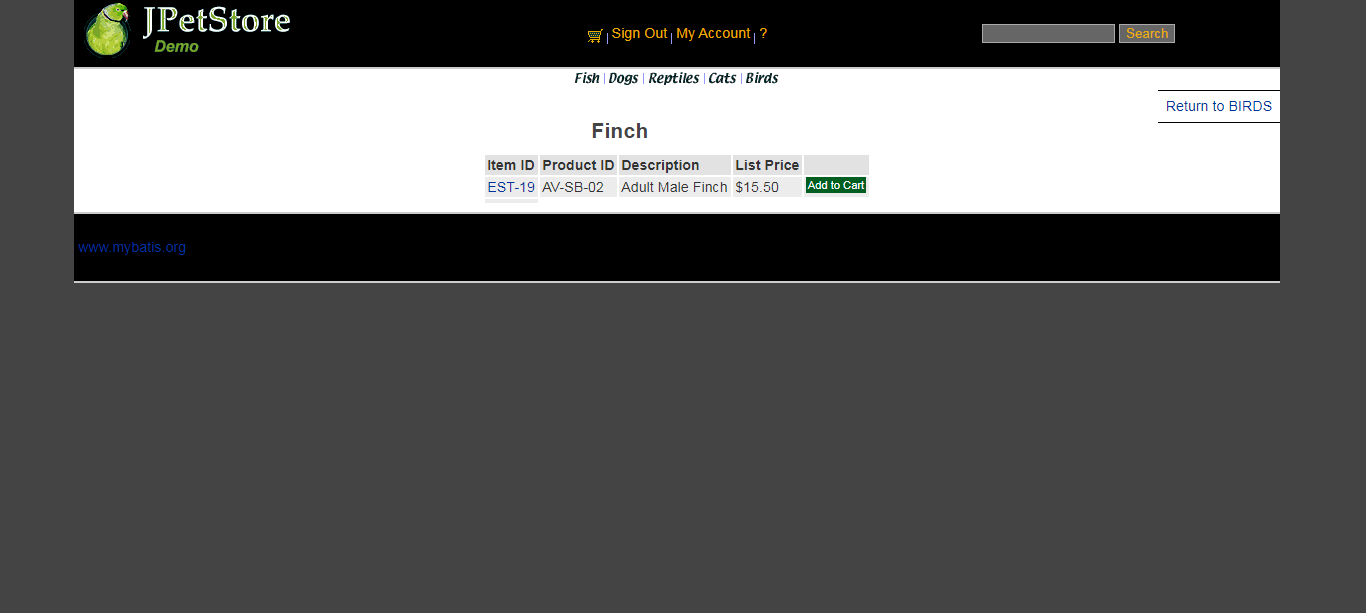 JPetStore
Demo
Sign Out | My Account | ?
Search
Fish | Dogs | Reptiles | Cats | Birds
Return to BIRDS
Finch
Item ID Product ID Description List Price
EST-19 AV-SB-02 Adult Male Finch $15.50 Add to Cart
www.mybatis.org